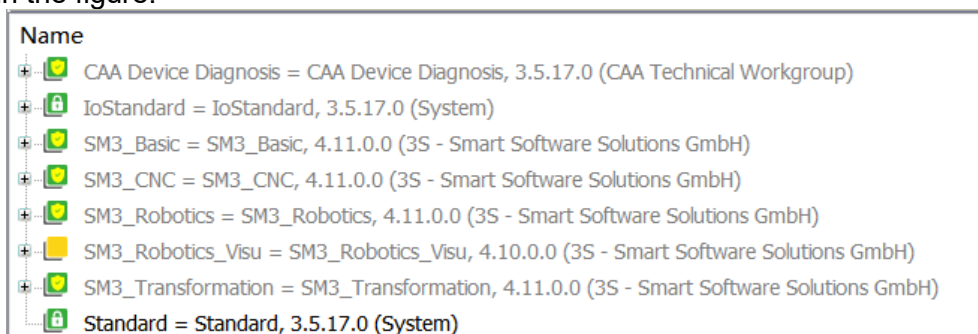 in the figure.
Name
CAA Device Diagnosis = CAA Device Diagnosis, 3.5.17.0 (CAA Technical Workgroup)
IoStandard = IoStandard, 3.5.17.0 (System)
SM3_Basic = SM3_Basic, 4.11.0.0 (3S - Smart Software Solutions GmbH)
SM3_CNC = SM3_CNC, 4.11.0.0 (3S - Smart Software Solutions GmbH)
SM3_Robotics = SM3_Robotics, 4.11.0.0 (3S - Smart Software Solutions GmbH)
SM3_Robotics_Visu = SM3_Robotics_Visu, 4.10.0.0 (3S - Smart Software Solutions GmbH)
SM3_Transformation = SM3_Transformation, 4.11.0.0 (3S - Smart Software Solutions GmbH)
Standard = Standard, 3.5.17.0 (System)